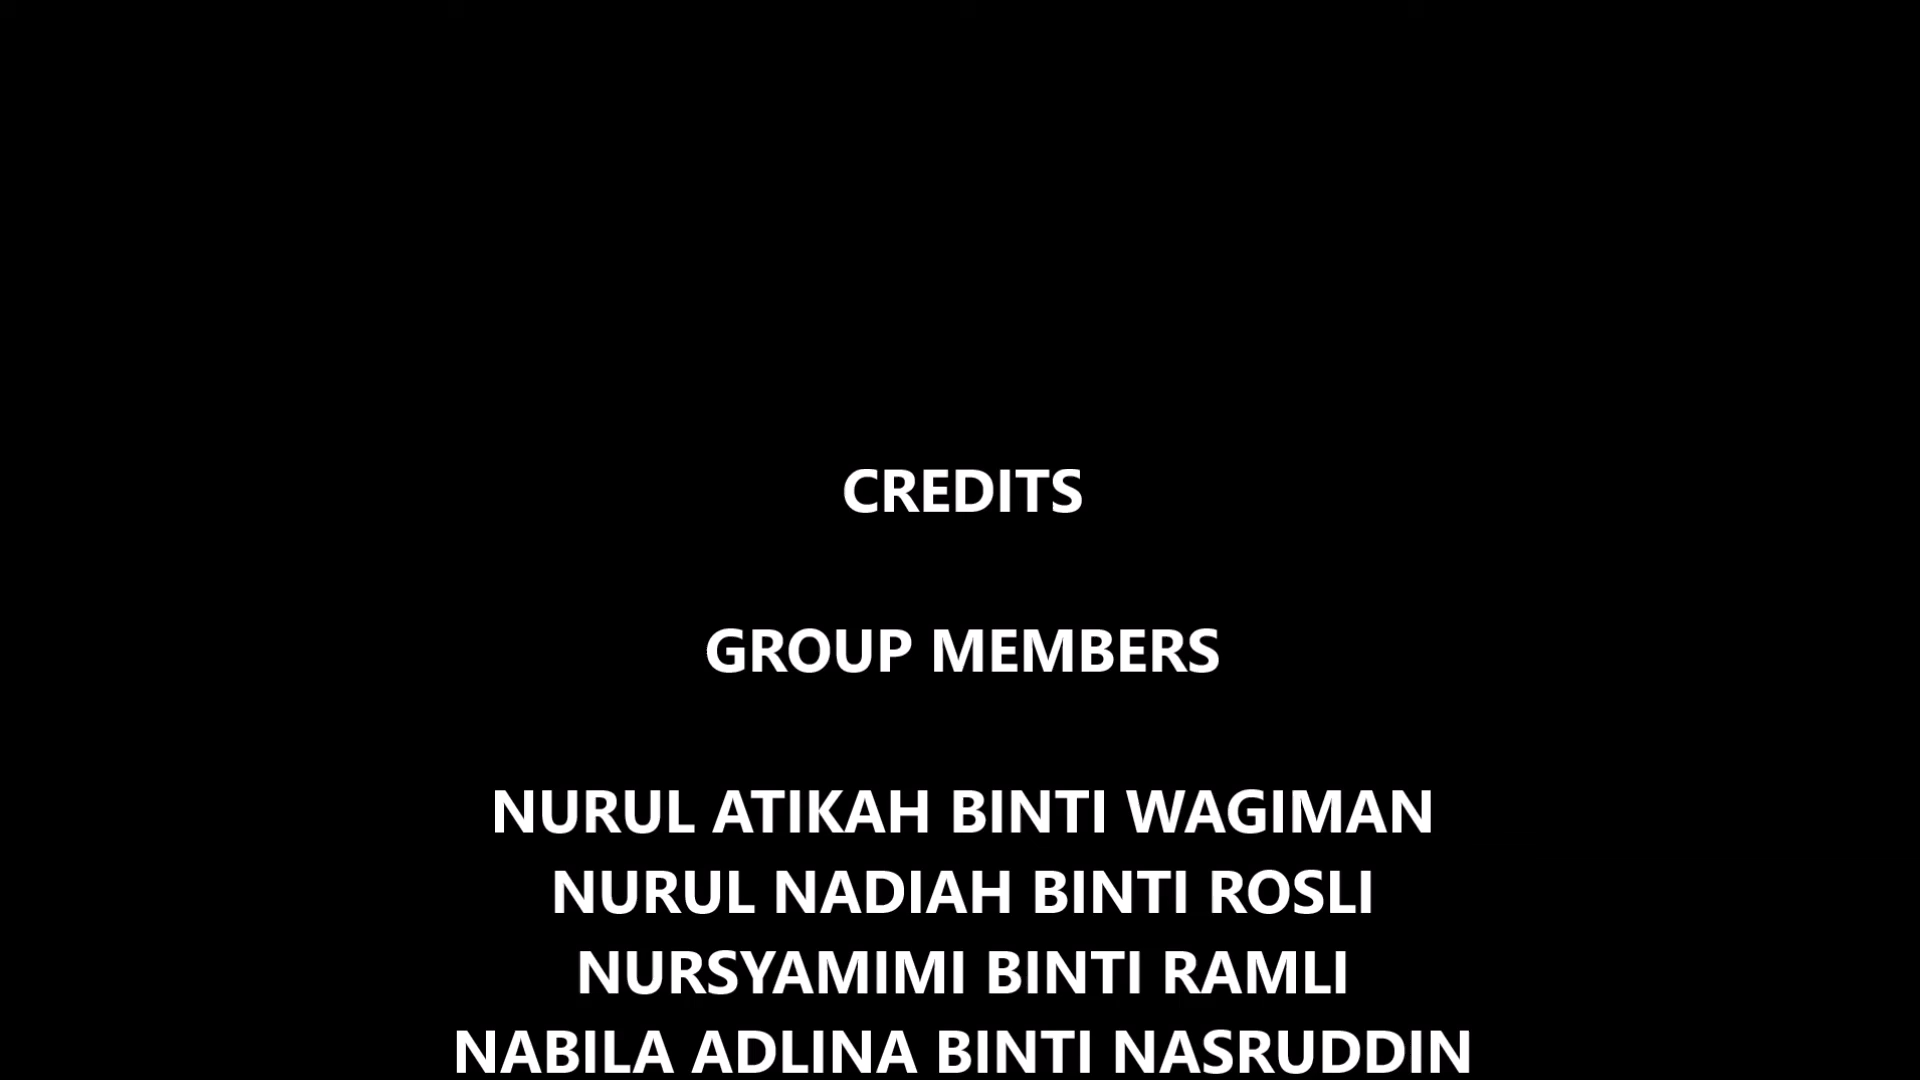 CREDITS
GROUP MEMBERS
NURUL ATIKAH BINTI WAGIMAN
NURUL NADIAH BINTI ROSLI
NURSYAMIMI BINTI RAMLI
NABILA ADLINA BINTI NASRUDDIN